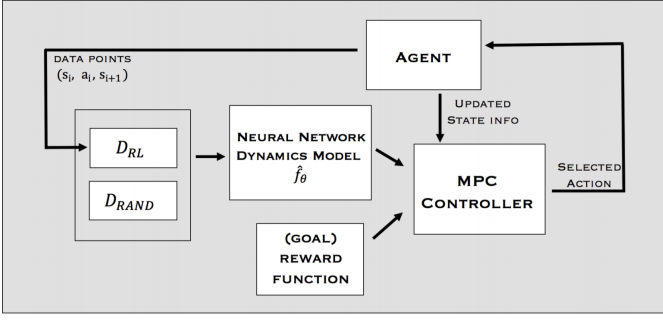 AGENT
DATA POINTS
(sᵢ, aᵢ, sᵢ₊₁)
UPDATED
STATE INFO
D_RL
D_RAND
NEURAL NETWORK
DYNAMICS MODEL
f̂_θ
MPC
CONTROLLER
SELECTED
ACTION
(GOAL)
REWARD
FUNCTION